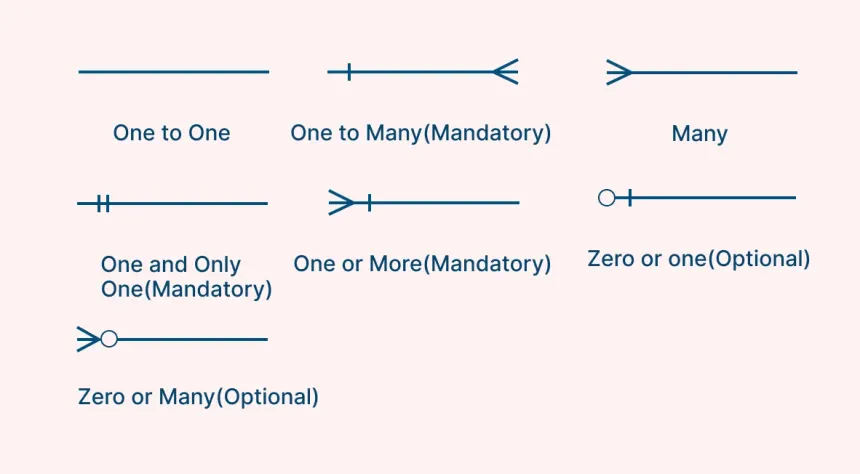 One to One
One to Many(Mandatory)
Many
One and Only
One(Mandatory)
One or More(Mandatory)
Zero or one(Optional)
Zero or Many(Optional)